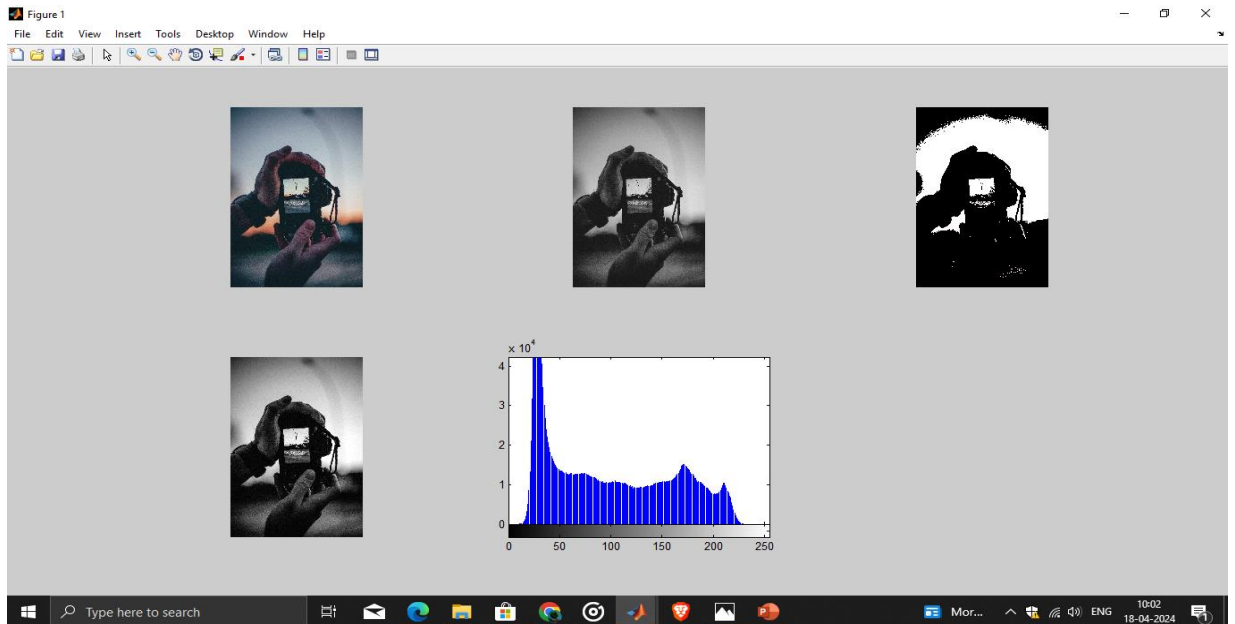 Figure 1
File Edit View Insert Tools Desktop Window Help
× 10⁴
4
3
2
1
0
0 50 100 150 200 250
Type here to search
Mor...
ENG
10:02
18-04-2024
1